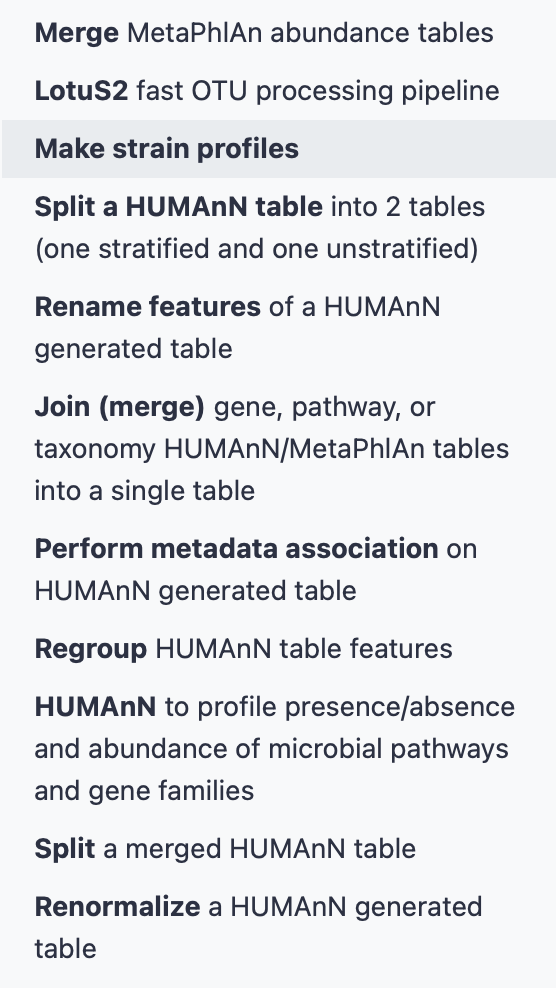 Merge MetaPhlAn abundance tables
LotuS2 fast OTU processing pipeline
Make strain profiles
Split a HUMAnN table into 2 tables
(one stratified and one unstratified)
Rename features of a HUMAnN
generated table
Join (merge) gene, pathway, or
taxonomy HUMAnN/MetaPhlAn tables
into a single table
Perform metadata association on
HUMAnN generated table
Regroup HUMAnN table features
HUMAnN to profile presence/absence
and abundance of microbial pathways
and gene families
Split a merged HUMAnN table
Renormalize a HUMAnN generated
table